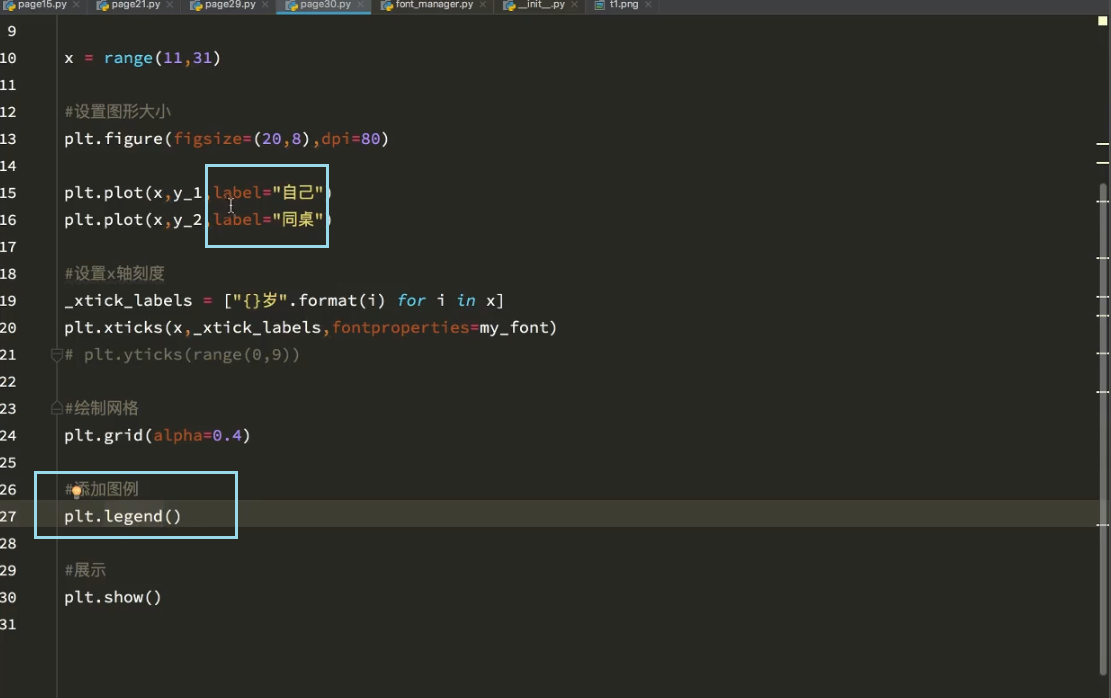 page15.py page21.py page29.py page30.py font_manager.py __init__.py t1.png
9
10 x = range(11,31)
11
12 #设置图形大小
13 plt.figure(figsize=(20,8),dpi=80)
14
15 plt.plot(x,y_1,label="自己")
16 plt.plot(x,y_2,label="同桌")
17
18 #设置x轴刻度
19 _xtick_labels = ["{}岁".format(i) for i in x]
20 plt.xticks(x,_xtick_labels,fontproperties=my_font)
21 # plt.yticks(range(0,9))
22
23 #绘制网格
24 plt.grid(alpha=0.4)
25
26 #添加图例
27 plt.legend()
28
29 #展示
30 plt.show()
31